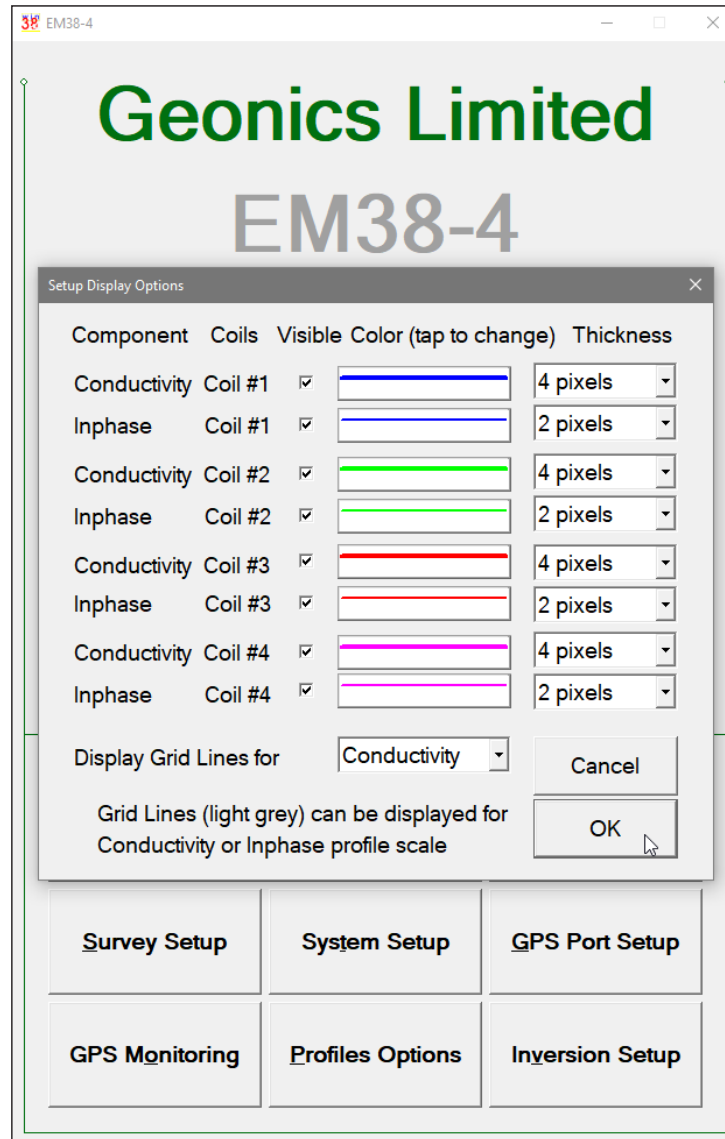 EM38-4
Geonics Limited
EM38-4
Setup Display Options
Component Coils Visible Color (tap to change) Thickness
Conductivity Coil #1 4 pixels
Inphase Coil #1 2 pixels
Conductivity Coil #2 4 pixels
Inphase Coil #2 2 pixels
Conductivity Coil #3 4 pixels
Inphase Coil #3 2 pixels
Conductivity Coil #4 4 pixels
Inphase Coil #4 2 pixels
Display Grid Lines for Conductivity Cancel
Grid Lines (light grey) can be displayed for
Conductivity or Inphase profile scale
OK
Survey Setup System Setup GPS Port Setup
GPS Monitoring Profiles Options Inversion Setup